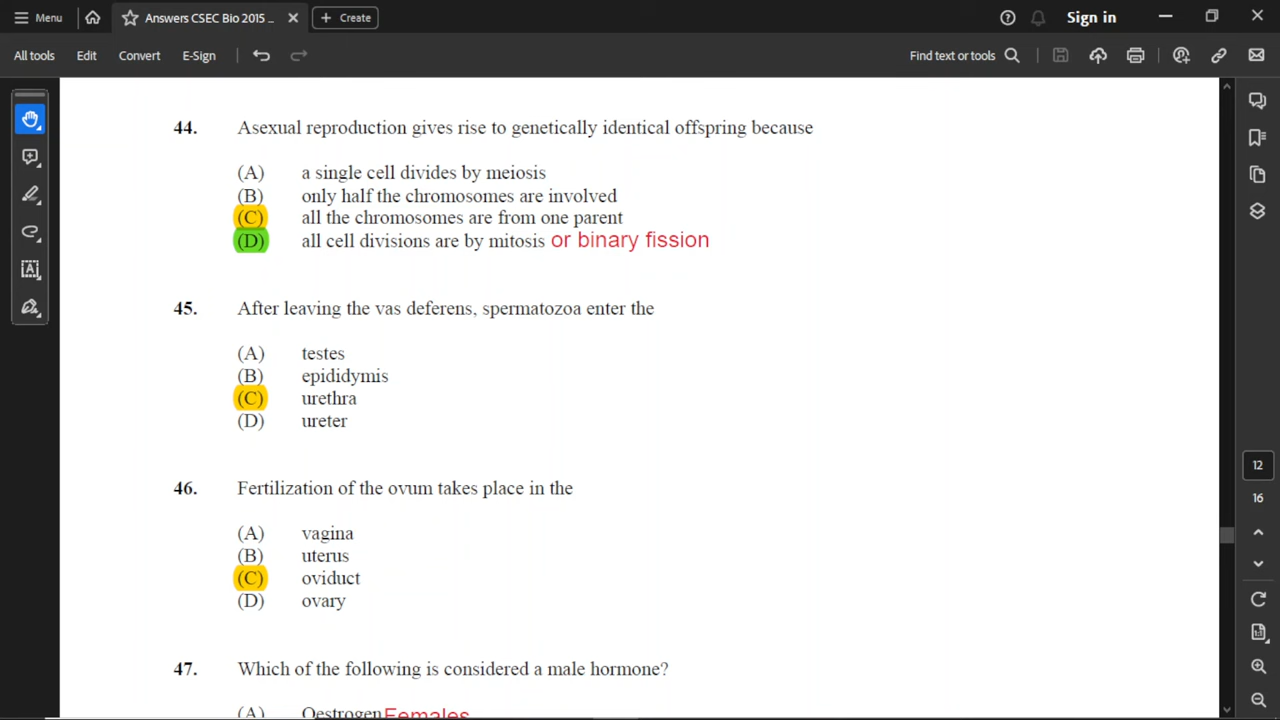 Menu
Answers CSEC Bio 2015 ...
Create
Sign in
All tools
Edit
Convert
E-Sign
Find text or tools
44. Asexual reproduction gives rise to genetically identical offspring because
(A) a single cell divides by meiosis
(B) only half the chromosomes are involved
(C) all the chromosomes are from one parent
(D) all cell divisions are by mitosis or binary fission
45. After leaving the vas deferens, spermatozoa enter the
(A) testes
(B) epididymis
(C) urethra
(D) ureter
46. Fertilization of the ovum takes place in the
(A) vagina
(B) uterus
(C) oviduct
(D) ovary
47. Which of the following is considered a male hormone?
(A) Oestrogen Females
12
16